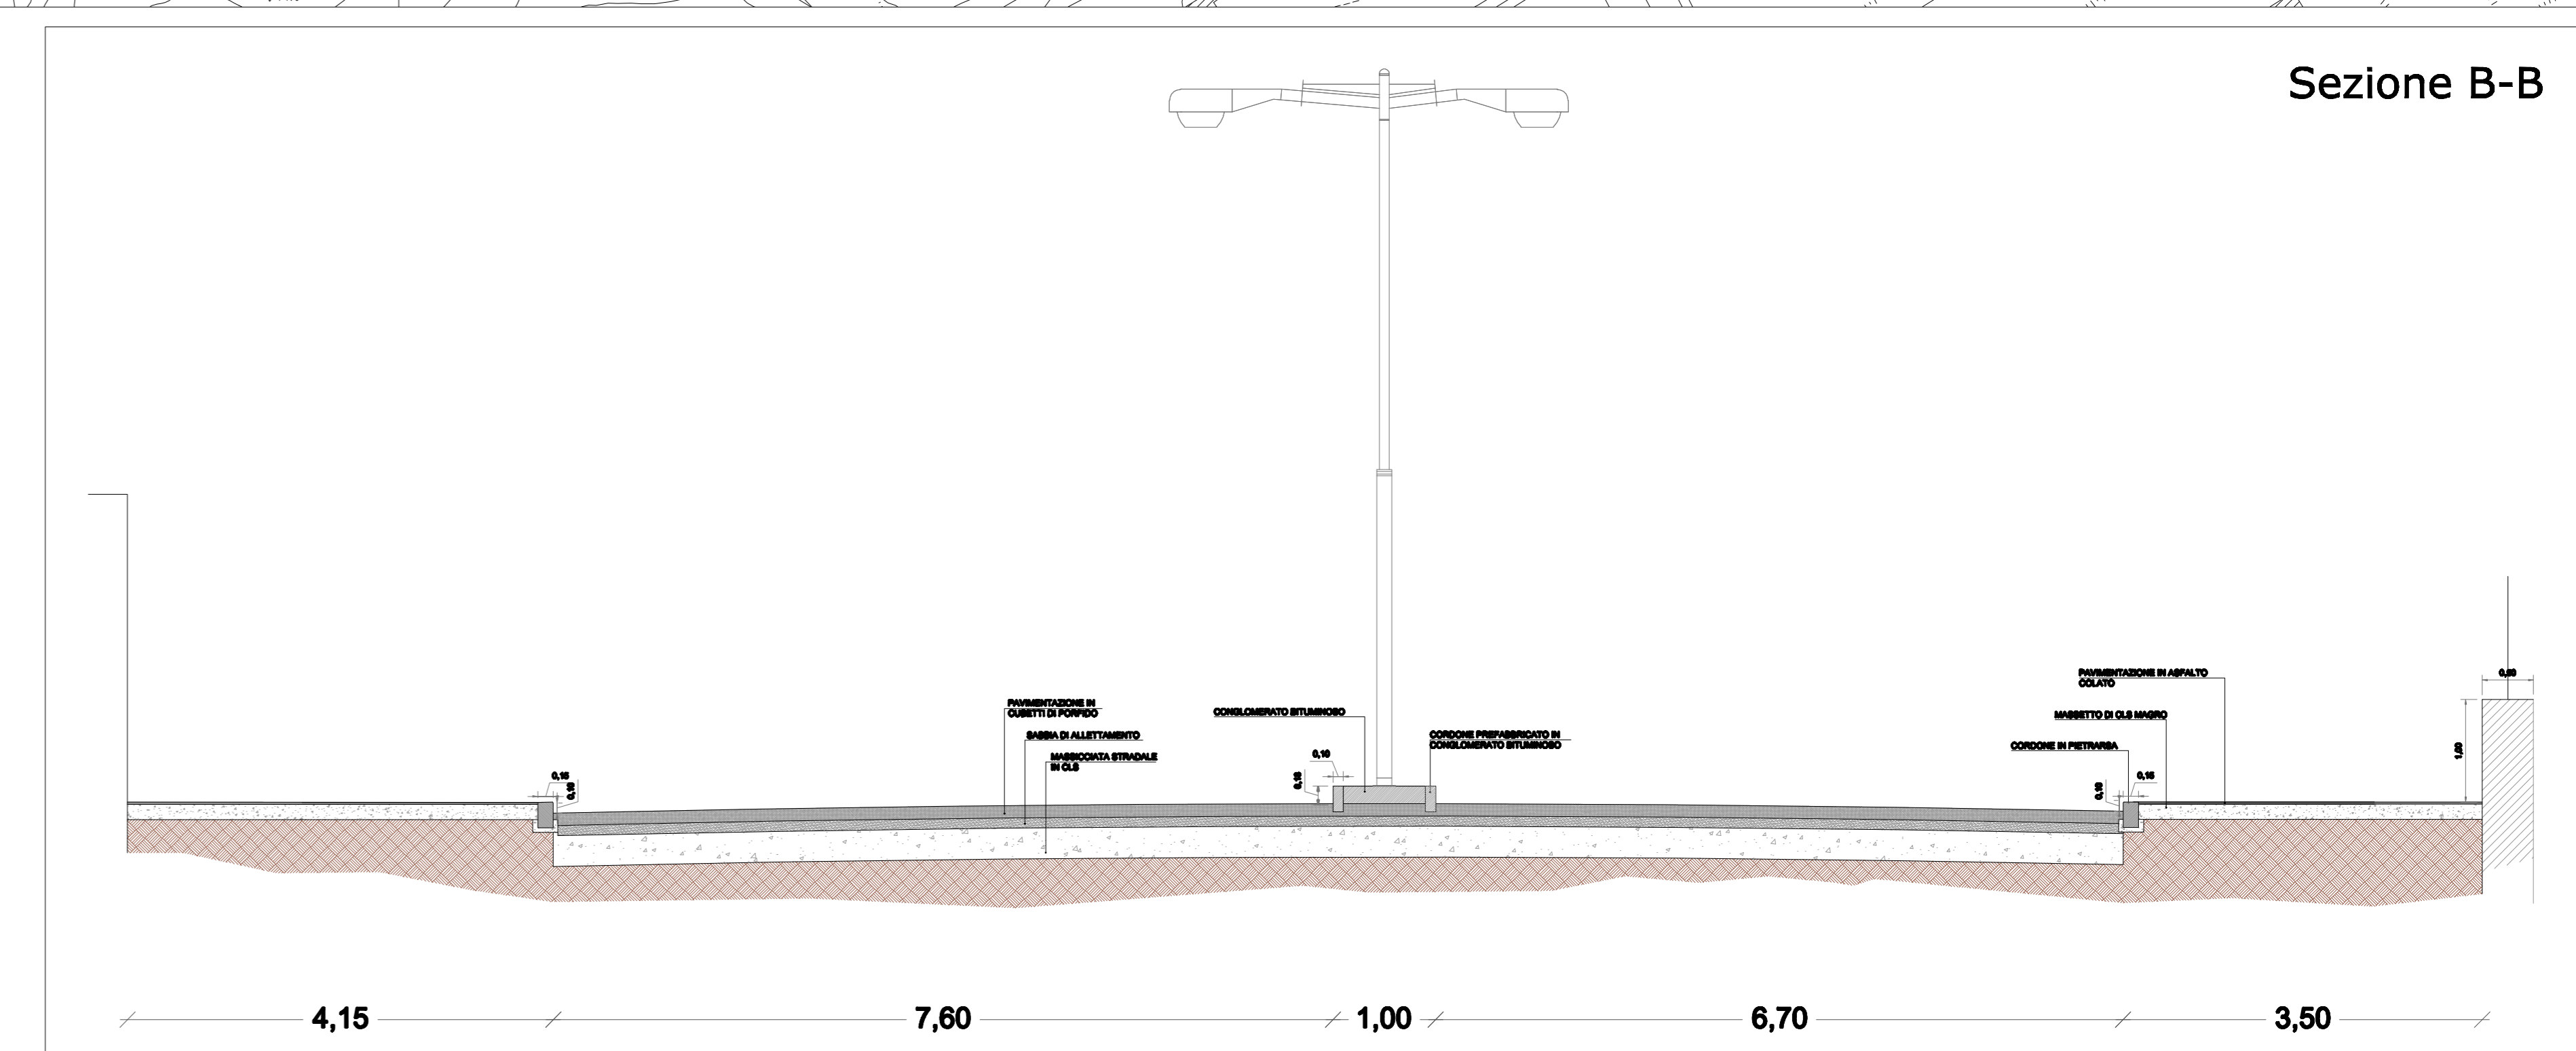 Sezione B-B
PAVIMENTAZIONE IN
CUBETTI DI PORFIDO
SABBIA DI ALLETTAMENTO
MASSICCIATA STRADALE
IN CLS
CONGLOMERATO BITUMINOSO
CORDONE PREFABBRICATO IN
CONGLOMERATO BITUMINOSO
PAVIMENTAZIONE IN ASFALTO
COLATO
MASSETTO DI CLS MAGRO
CORDONE IN PIETRARSA
0,15
0,10
0,15
1,00
4,15
7,60
1,00
6,70
3,50